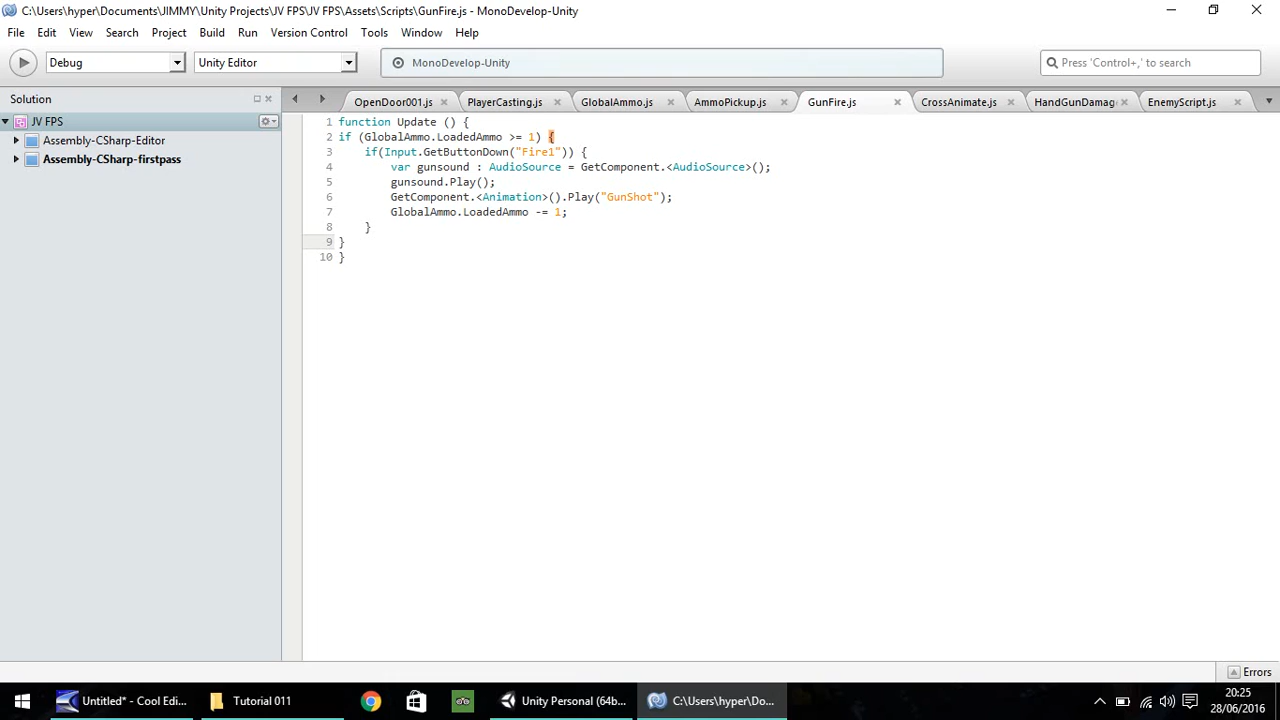 C:\Users\hyper\Documents\JIMMY\Unity Projects\JV FPS\JV FPS\Assets\Scripts\GunFire.js - MonoDevelop-Unity
File Edit View Search Project Build Run Version Control Tools Window Help
Debug Unity Editor MonoDevelop-Unity Press 'Control+,' to search
Solution
OpenDoor001.js PlayerCasting.js GlobalAmmo.js AmmoPickup.js GunFire.js CrossAnimate.js HandGunDamag EnemyScript.js
JV FPS
Assembly-CSharp-Editor
Assembly-CSharp-firstpass
1 function Update () {
2 if (GlobalAmmo.LoadedAmmo >= 1) {
3 if(Input.GetButtonDown("Fire1")) {
4 var gunsound : AudioSource = GetComponent.<AudioSource>();
5 gunsound.Play();
6 GetComponent.<Animation>().Play("GunShot");
7 GlobalAmmo.LoadedAmmo -= 1;
8 }
9 }
10 }
Errors
Untitled* - Cool Edi... Tutorial 011 Unity Personal (64b... C:\Users\hyper\Do...
20:25
28/06/2016